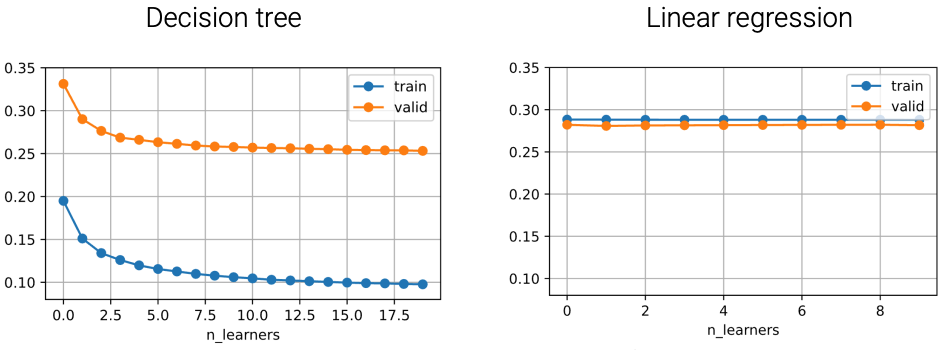 Decision tree
Linear regression
0.35
0.30
0.25
0.20
0.15
0.10
0.0 2.5 5.0 7.5 10.0 12.5 15.0 17.5
n_learners
train
valid
0.35
0.30
0.25
0.20
0.15
0.10
0 2 4 6 8
n_learners
train
valid